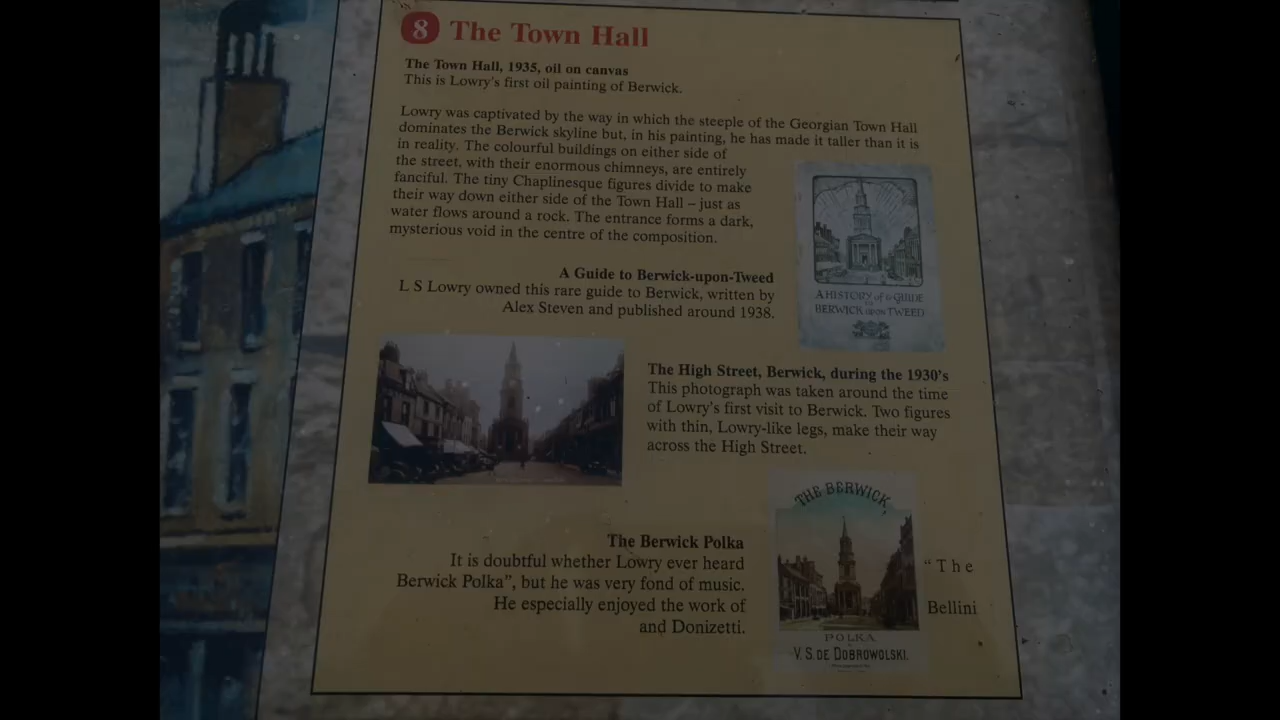 8 The Town Hall
The Town Hall, 1935, oil on canvas
This is Lowry's first oil painting of Berwick.
Lowry was captivated by the way in which the steeple of the Georgian Town Hall
dominates the Berwick skyline but, in his painting, he has made it taller than it is
in reality. The colourful buildings on either side of
the street, with their enormous chimneys, are entirely
fanciful. The tiny Chaplinesque figures divide to make
their way down either side of the Town Hall – just as
water flows around a rock. The entrance forms a dark,
mysterious void in the centre of the composition.
A HISTORY of & GUIDE
TO
BERWICK UPON TWEED
A Guide to Berwick-upon-Tweed
L S Lowry owned this rare guide to Berwick, written by
Alex Steven and published around 1938.
The High Street, Berwick, during the 1930's
This photograph was taken around the time
of Lowry's first visit to Berwick. Two figures
with thin, Lowry-like legs, make their way
across the High Street.
The Berwick Polka
It is doubtful whether Lowry ever heard “The
Berwick Polka”, but he was very fond of music.
He especially enjoyed the work of Bellini
and Donizetti.
THE BERWICK
POLKA
V. S. DE DOBROWOLSKI.